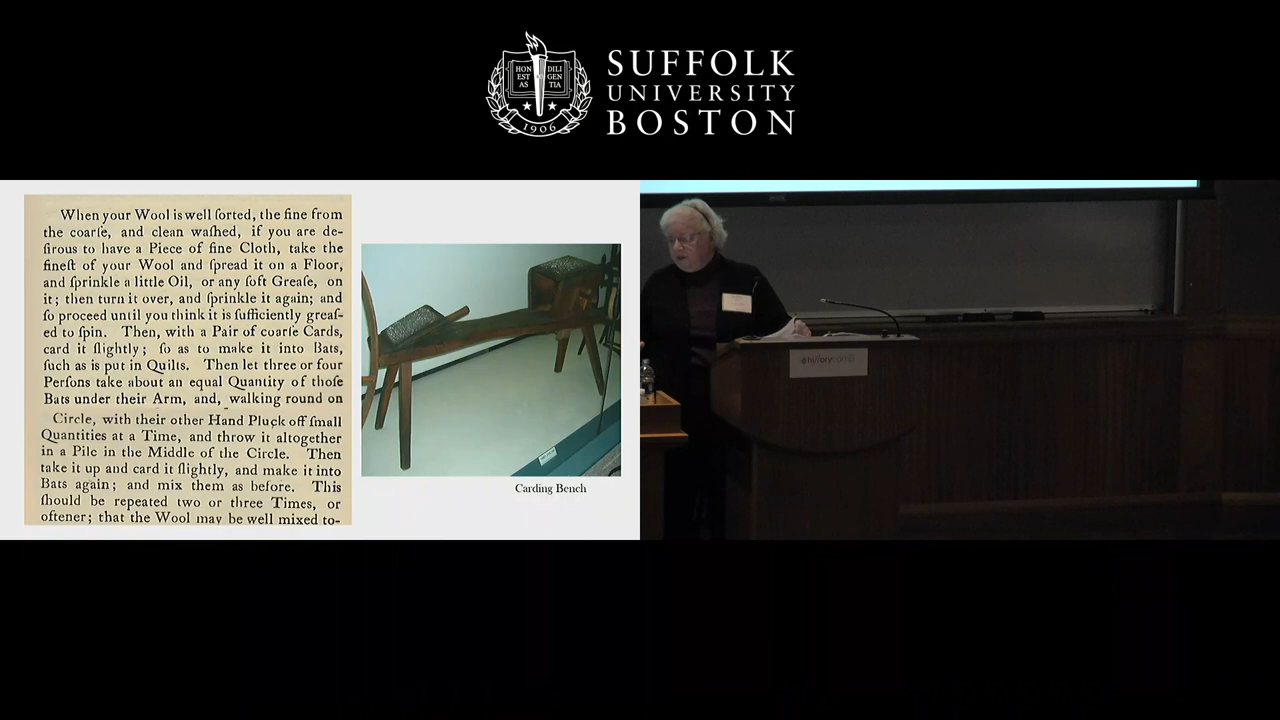 HON
EST
AS
DILI
GEN
TIA
1906
SUFFOLK
UNIVERSITY
BOSTON
When your Wool is well ſorted, the fine from
the coarſe, and clean waſhed, if you are de-
ſirous to have a Piece of fine Cloth, take the
fineſt of your Wool and ſpread it on a Floor,
and ſprinkle a little Oil, or any ſoft Greaſe, on
it; then turn it over, and ſprinkle it again; and
ſo proceed until you think it is ſufficiently greaſ-
ed to ſpin. Then, with a Pair of coarſe Cards,
card it ſlightly; ſo as to make it into Bats,
ſuch as is put in Quilts. Then let three or four
Perſons take about an equal Quantity of thoſe
Bats under their Arm, and, walking round on
Circle, with their other Hand Pluck off ſmall
Quantities at a Time, and throw it altogether
in a Pile in the Middle of the Circle. Then
take it up and card it ſlightly, and make it into
Bats again; and mix them as before. This
ſhould be repeated two or three Times, or
oftener; that the Wool may be well mixed to-
Carding Bench
historycamp